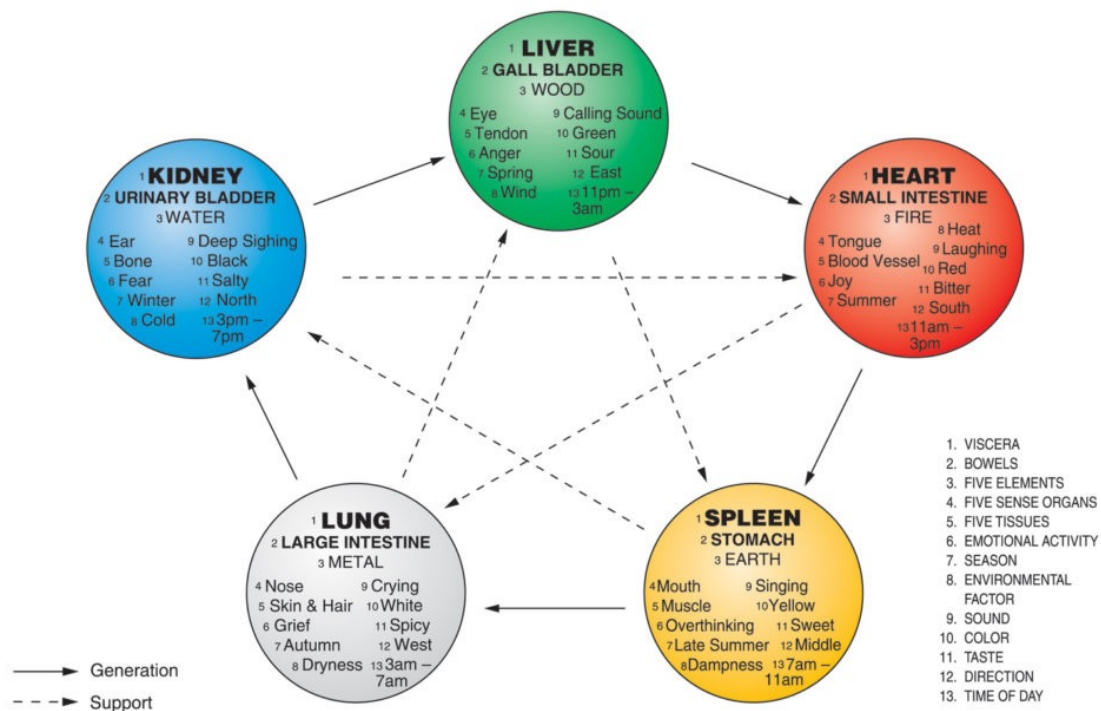 1 LIVER
2 GALL BLADDER
3 WOOD
4 Eye
5 Tendon
6 Anger
7 Spring
8 Wind
9 Calling Sound
10 Green
11 Sour
12 East
13 11pm –
3am
1 KIDNEY
2 URINARY BLADDER
3 WATER
4 Ear
5 Bone
6 Fear
7 Winter
8 Cold
9 Deep Sighing
10 Black
11 Salty
12 North
13 3pm –
7pm
1 HEART
2 SMALL INTESTINE
3 FIRE
4 Tongue
5 Blood Vessel
6 Joy
7 Summer
8 Heat
9 Laughing
10 Red
11 Bitter
12 South
13 11am –
3pm
1 LUNG
2 LARGE INTESTINE
3 METAL
4 Nose
5 Skin & Hair
6 Grief
7 Autumn
8 Dryness
9 Crying
10 White
11 Spicy
12 West
13 3am –
7am
1 SPLEEN
2 STOMACH
3 EARTH
4 Mouth
5 Muscle
6 Overthinking
7 Late Summer
8 Dampness
9 Singing
10 Yellow
11 Sweet
12 Middle
13 7am –
11am
1. VISCERA
2. BOWELS
3. FIVE ELEMENTS
4. FIVE SENSE ORGANS
5. FIVE TISSUES
6. EMOTIONAL ACTIVITY
7. SEASON
8. ENVIRONMENTAL
FACTOR
9. SOUND
10. COLOR
11. TASTE
12. DIRECTION
13. TIME OF DAY
Generation
Support